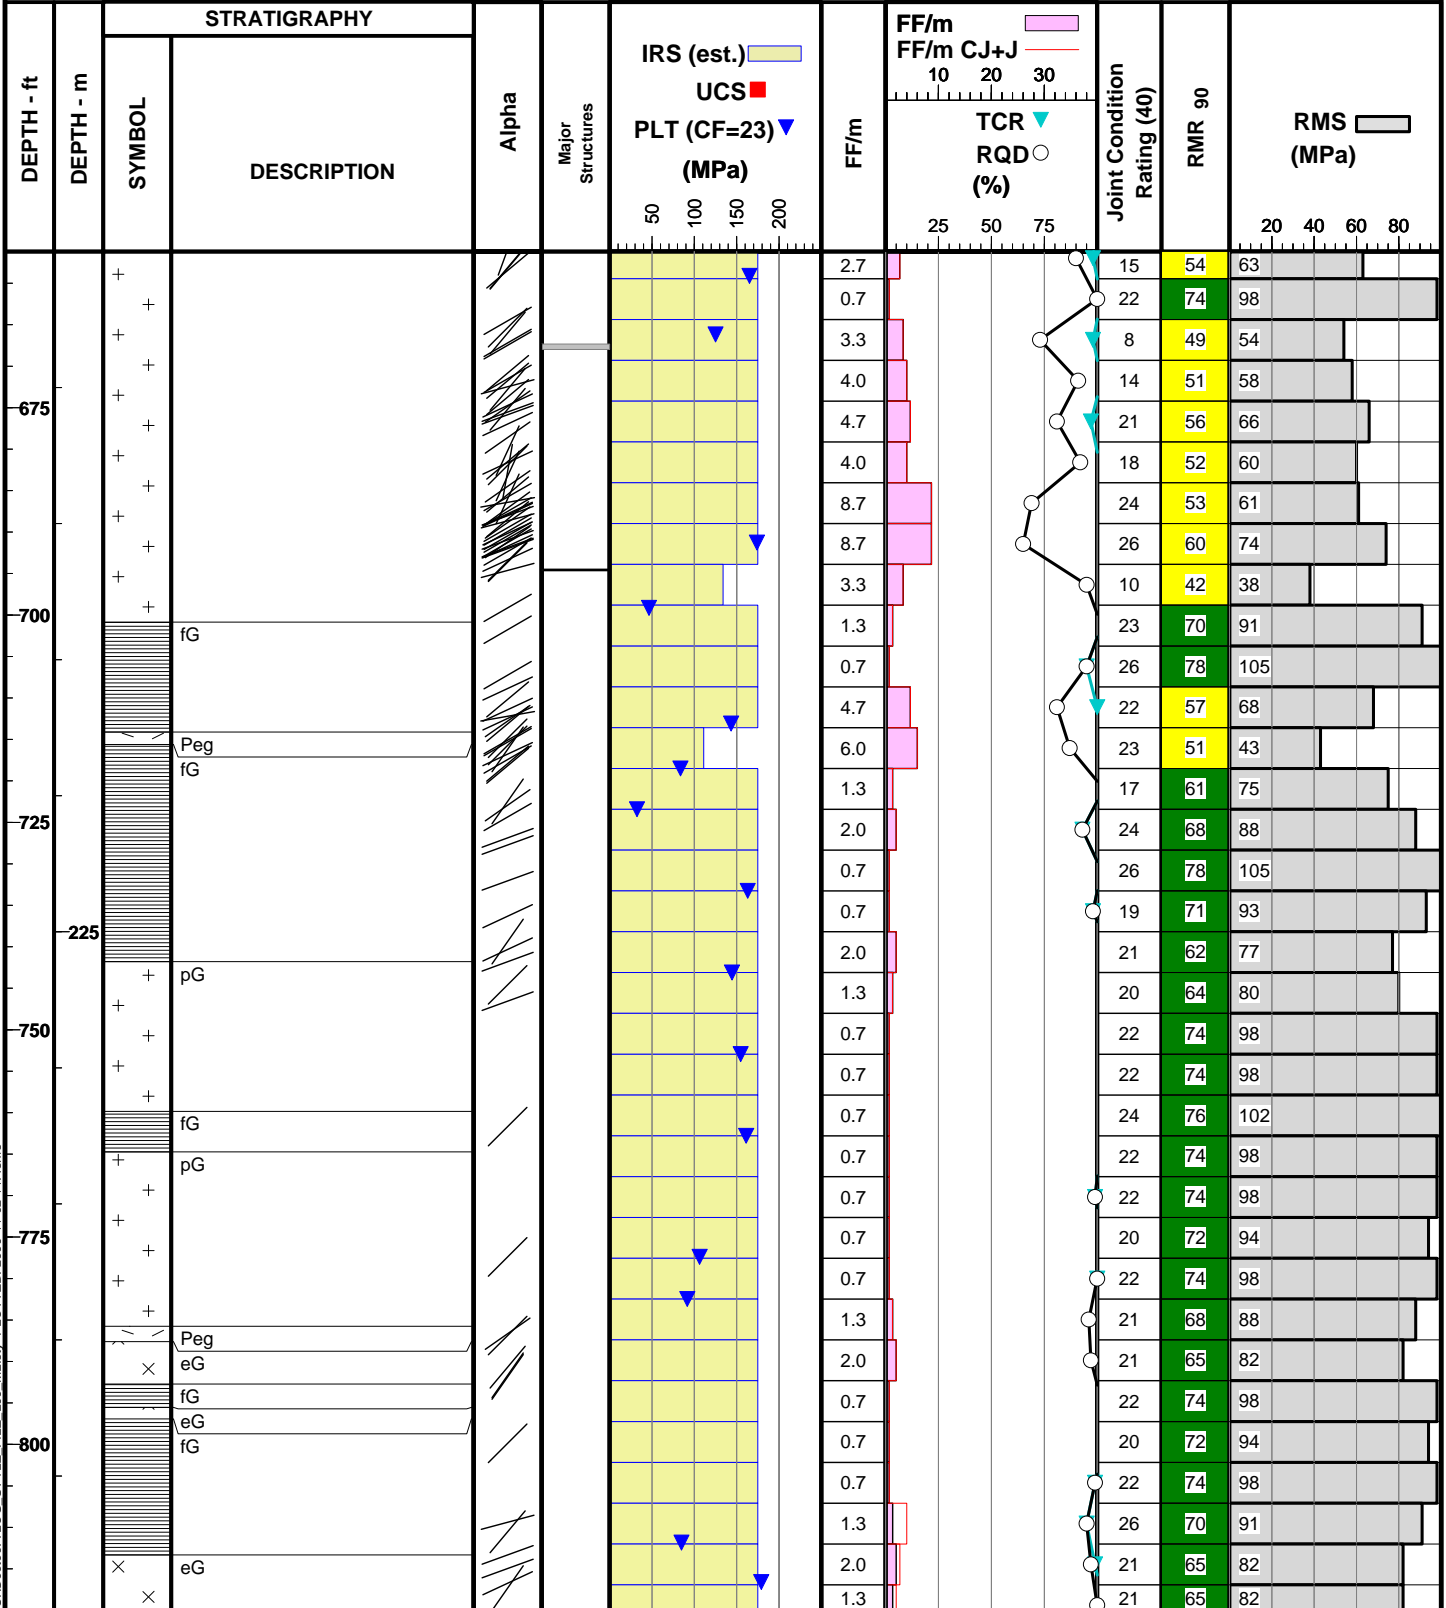 STRATIGRAPHY
DEPTH - ft
DEPTH - m
SYMBOL
DESCRIPTION
Alpha
Major
Structures
IRS (est.)
UCS
PLT (CF=23)
(MPa)
50 100 150 200
FF/m
FF/m
FF/m CJ+J
10 20 30
TCR
RQD
(%)
25 50 75
Joint Condition
Rating (40)
RMR 90
RMS
(MPa)
20 40 60 80
2.7 15 54 63
0.7 22 74 98
3.3 8 49 54
4.0 14 51 58
675 4.7 21 56 66
4.0 18 52 60
8.7 24 53 61
8.7 26 60 74
3.3 10 42 38
700
fG 1.3 23 70 91
0.7 26 78 105
4.7 22 57 68
Peg 6.0 23 51 43
fG
1.3 17 61 75
725 2.0 24 68 88
0.7 26 78 105
0.7 19 71 93
225
2.0 21 62 77
pG
1.3 20 64 80
750 0.7 22 74 98
0.7 22 74 98
fG 0.7 24 76 102
pG 0.7 22 74 98
0.7 22 74 98
775 0.7 20 72 94
0.7 22 74 98
1.3 21 68 88
Peg
eG 2.0 21 65 82
fG 0.7 22 74 98
eG
800 fG 0.7 20 72 94
0.7 22 74 98
1.3 26 70 91
eG 2.0 21 65 82
1.3 21 65 82